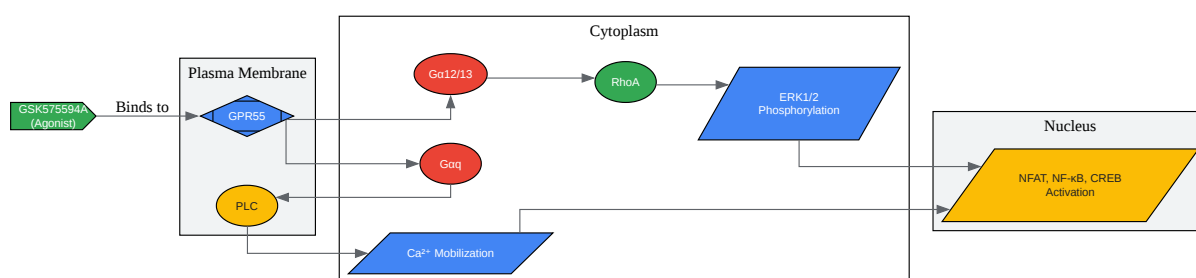 Cytoplasm
Plasma Membrane
Gα12/13
RhoA
GSK575594A
(Agonist)
Binds to
GPR55
ERK1/2
Phosphorylation
Nucleus
Gαq
NFAT, NF-κB, CREB
Activation
PLC
Ca²⁺ Mobilization